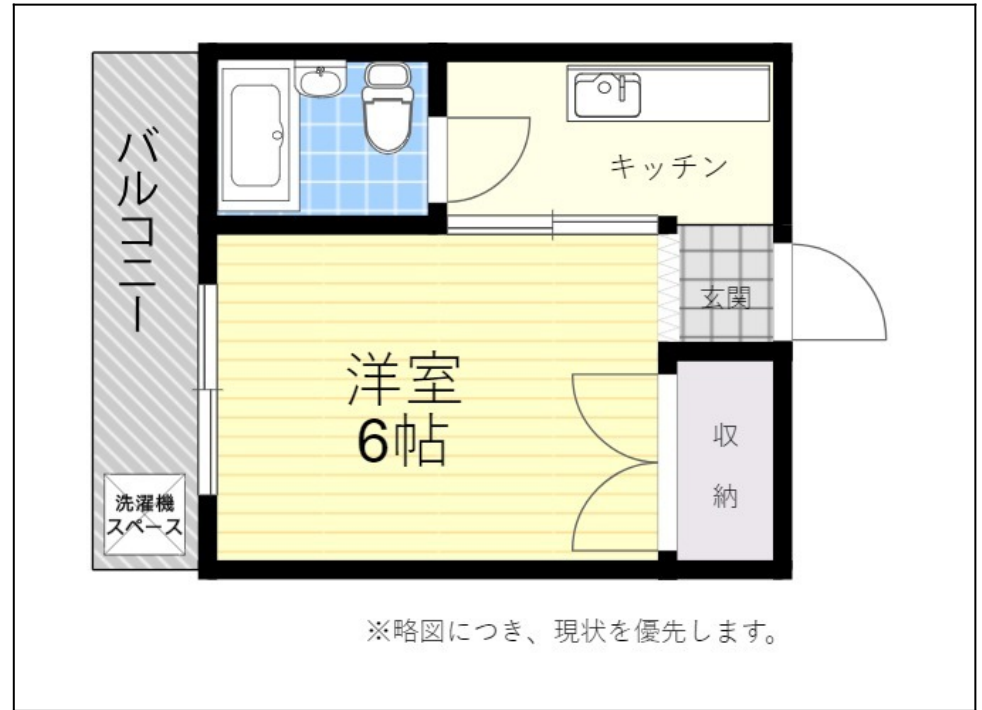 バルコニー
キッチン
玄関
洋室
6帖
収
納
洗濯機
スペース
※略図につき、現状を優先します。